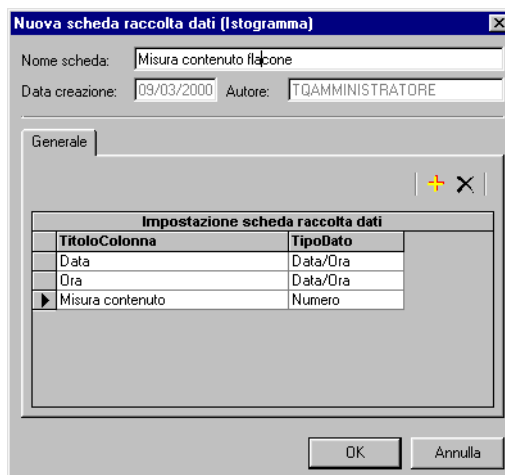 Nuova scheda raccolta dati (Istogramma)
Nome scheda: Misura contenuto flacone
Data creazione: 09/03/2000 Autore: TQAMMINISTRATORE
Generale
Impostazione scheda raccolta dati
TitoloColonna TipoDato
Data Data/Ora
Ora Data/Ora
Misura contenuto Numero
OK Annulla